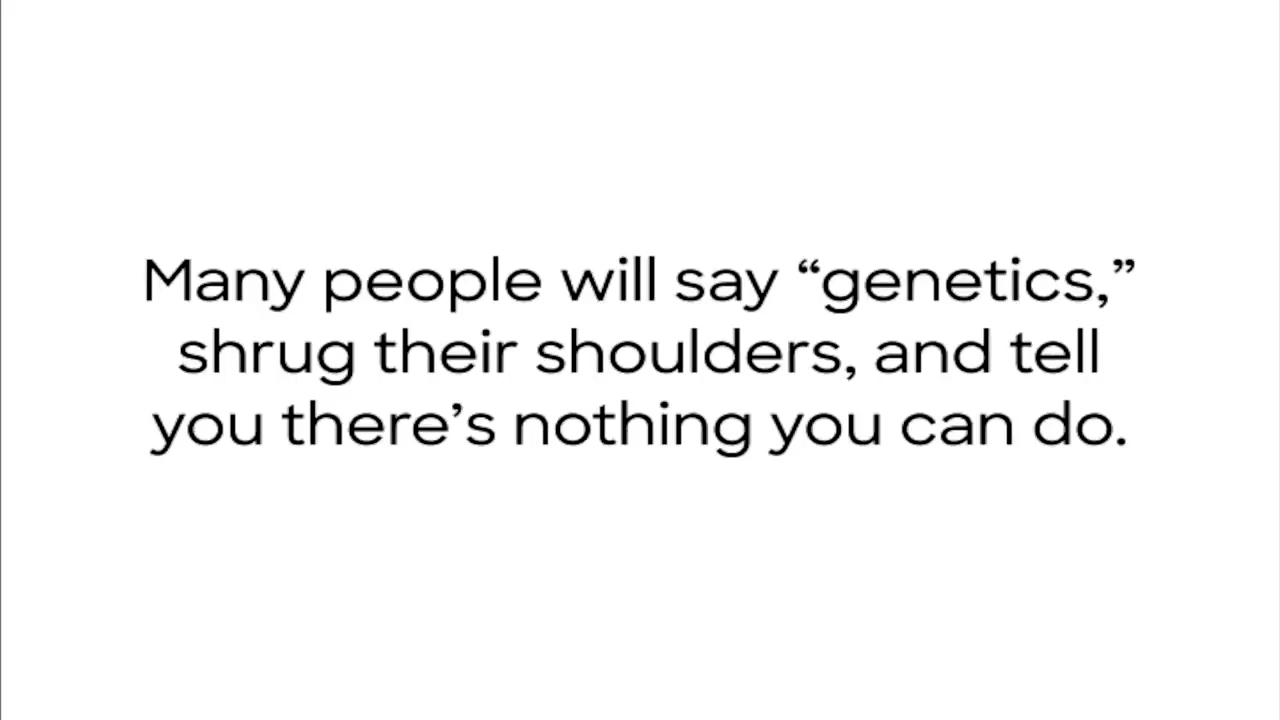 Many people will say “genetics,”
shrug their shoulders, and tell
you there’s nothing you can do.